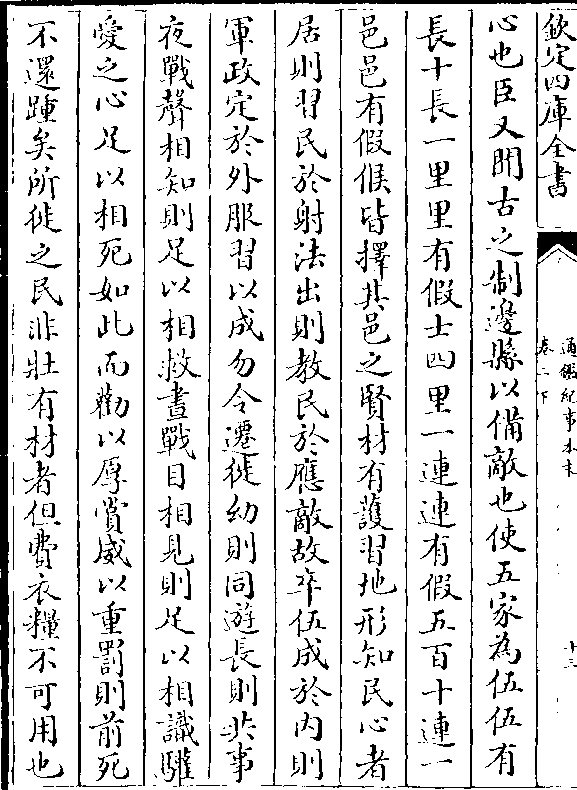 欽定四庫全書
通鑑紀事本末
卷二下
十三
心也臣又聞古之制邊縣以備敵也使五家為伍伍有
長十長一里里有假士四里一連連有假五百十連一
邑邑有假候皆擇其邑之賢材有護習地形知民心者
居則習民於射法出則教民於應敵故卒伍成於内則
軍政定於外服習以成勿令遷徙幼則同遊長則共事
夜戰聲相知則足以相救晝戰目相見則足以相識驩
愛之心足以相死如此而勸以厚賞威以重罰則前死
不還踵矣所徙之民非壯有材者但費衣糧不可用也